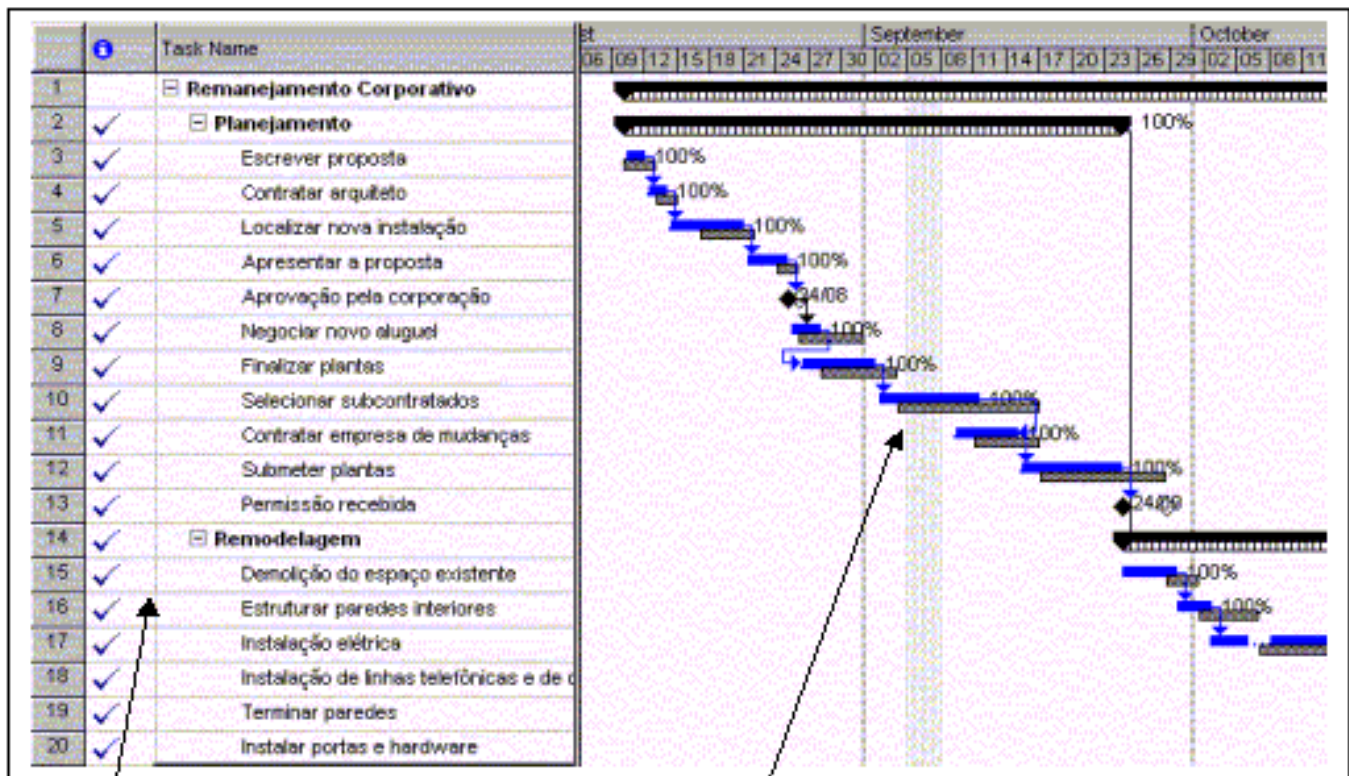 Task Name st September October
06 09 12 15 18 21 24 27 30 02 05 08 11 14 17 20 23 26 29 02 05 08 11
1 Remanejamento Corporativo
2 Planejamento 100%
3 Escrever proposta 100%
4 Contratar arquiteto 100%
5 Localizar nova instalação 100%
6 Apresentar a proposta 100%
7 Aprovação pela corporação 24/08
8 Negociar novo aluguel 100%
9 Finalizar plantas 100%
10 Selecionar subcontratados 100%
11 Contratar empresa de mudanças 100%
12 Submeter plantas 100%
13 Permissão recebida 24/09
14 Remodelagem
15 Demolição do espaço existente 100%
16 Estruturar paredes interiores 100%
17 Instalação elétrica
18 Instalação de linhas telefônicas e de
19 Terminar paredes
20 Instalar portas e hardware